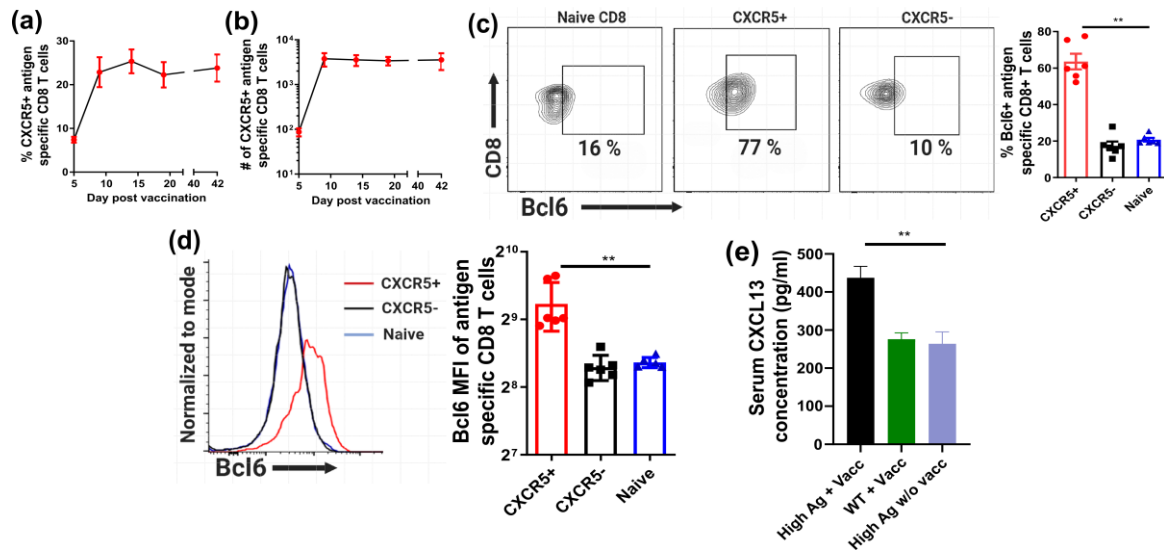 (a)
% CXCR5+ antigen
specific CD8 T cells
30
20
10
0
5 10 15 20 40 42
Day post vaccination
(b)
# of CXCR5+ antigen
specific CD8 T cells
10⁴
10³
10²
10¹
5 10 15 20 40 42
Day post vaccination
(c)
Naive CD8
CXCR5+
CXCR5-
CD8
16 %
77 %
10 %
Bcl6
% Bcl6+ antigen
specific CD8+ T cells
80
60
40
20
0
**
CXCR5+
CXCR5-
Naive
(d)
Normalized to mode
CXCR5+
CXCR5-
Naive
Bcl6
Bcl6 MFI of antigen
specific CD8 T cells
210
29
28
27
**
CXCR5+
CXCR5-
Naive
(e)
Serum CXCL13
concentration (pg/ml)
500
400
300
200
100
0
**
High Ag + Vacc
WT + Vacc
High Ag w/o vacc